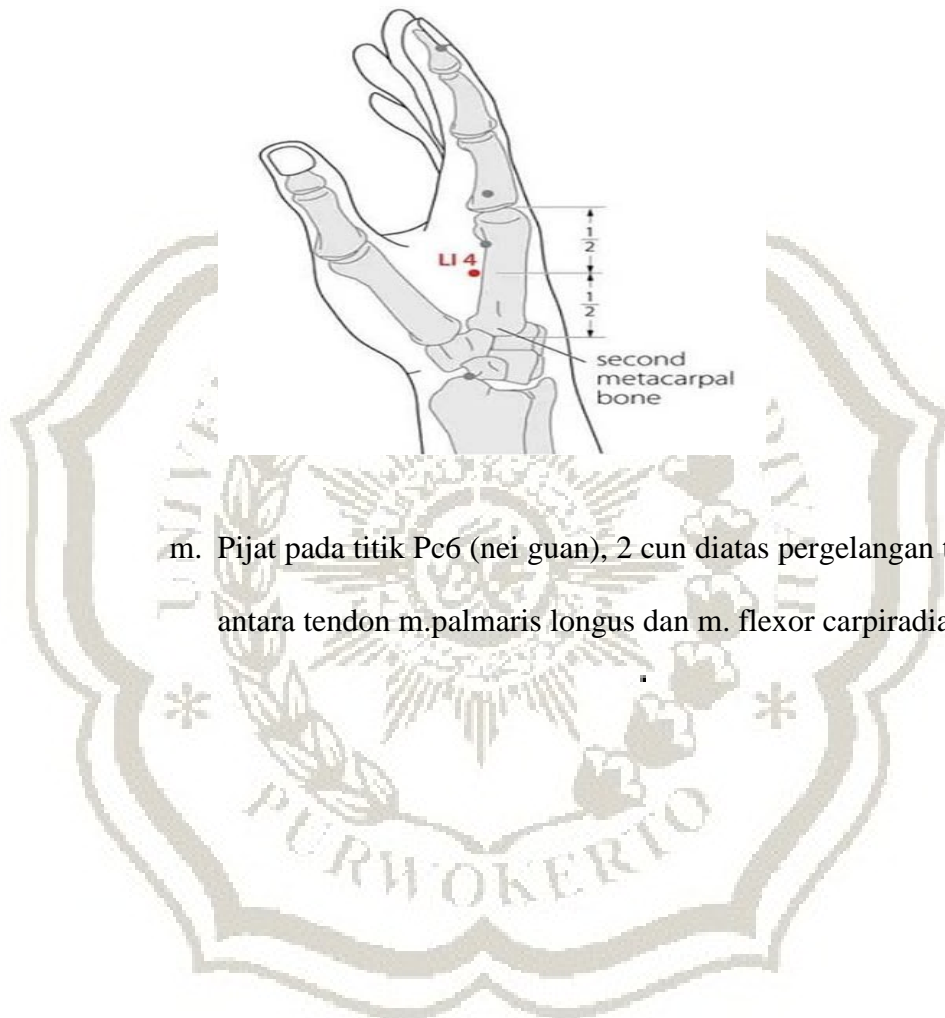 LI 4
1/2
1/2
second
metacarpal
bone
m. Pijat pada titik Pc6 (nei guan), 2 cun diatas pergelangan
antara tendon m.palmaris longus dan m. flexor
PURWOKERTO